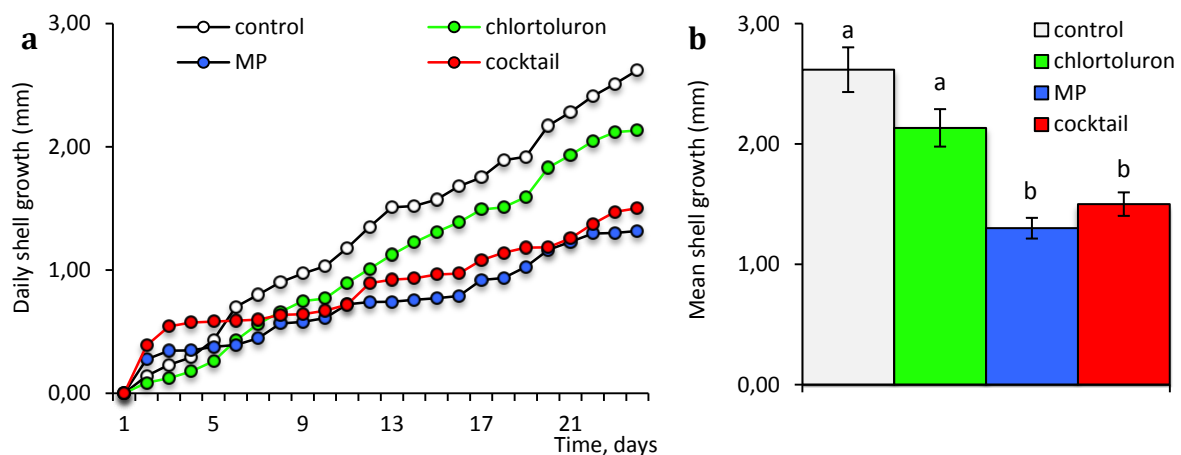 a
control
chlortoluron
MP
cocktail
Daily shell growth (mm)
3,00
2,00
1,00
0,00
1
5
9
13
17
21
Time, days
b
control
chlortoluron
MP
cocktail
Mean shell growth (mm)
3,00
2,00
1,00
0,00
a
a
b
b